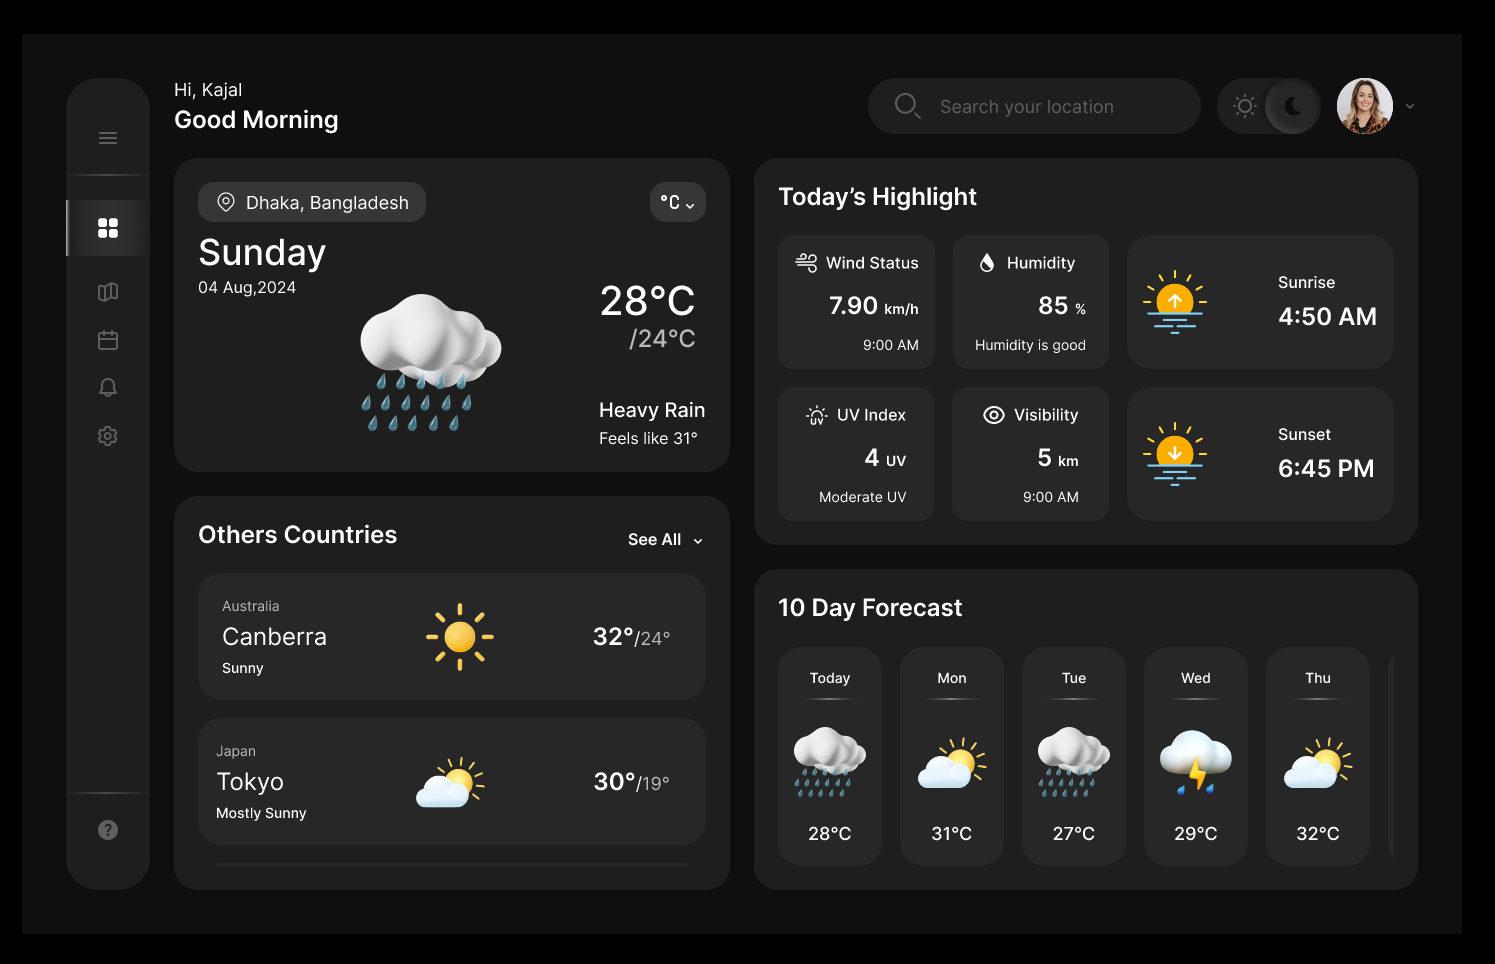 Hi, Kajal
Good Morning
Search your location
Dhaka, Bangladesh
°C
Sunday
04 Aug,2024
28°C
/24°C
Heavy Rain
Feels like 31°
Today’s Highlight
Wind Status
7.90 km/h
9:00 AM
Humidity
85 %
Humidity is good
Sunrise
4:50 AM
UV
UV Index
4 UV
Moderate UV
Visibility
5 km
9:00 AM
Sunset
6:45 PM
Others Countries
See All
Australia
Canberra
Sunny
32°/24°
Japan
Tokyo
Mostly Sunny
30°/19°
10 Day Forecast
Today
28°C
Mon
31°C
Tue
27°C
Wed
29°C
Thu
32°C
?